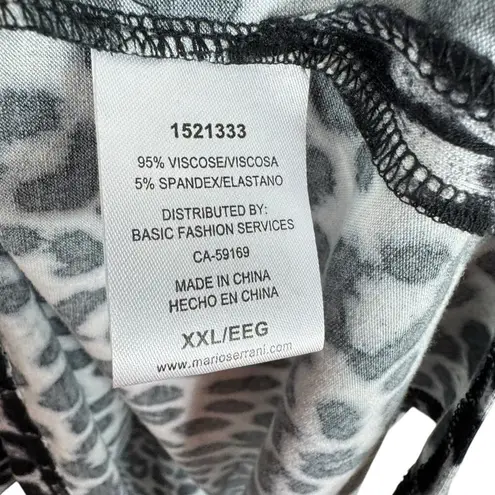 1521333
95% VISCOSE/VISCOSA
5% SPANDEX/ELASTANO
DISTRIBUTED BY:
BASIC FASHION SERVICES
CA-59169
MADE IN CHINA
HECHO EN CHINA
XXL/EEG
www.marioserrani.com